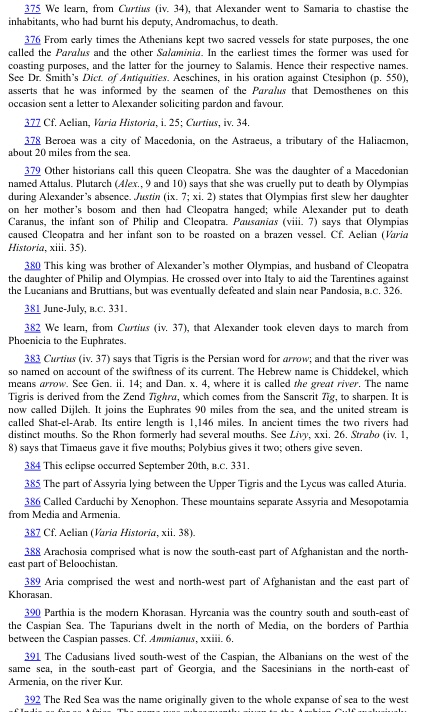 375 We learn, from Curtius (iv. 34), that Alexander went to Samaria to chastise the
inhabitants, who had burnt his deputy, Andromachus, to death.
376 From early times the Athenians kept two sacred vessels for state purposes, the one
called the Paralus and the other Salaminia. In the earliest times the former was used for
coasting purposes, and the latter for the journey to Salamis. Hence their respective names.
See Dr. Smith's Dict. of Antiquities. Aeschines, in his oration against Ctesiphon (p. 550),
asserts that he was informed by the seamen of the Paralus that Demosthenes on this
occasion sent a letter to Alexander soliciting pardon and favour.
377 Cf. Aelian, Varia Historia, i. 25; Curtius, iv. 34.
378 Beroea was a city of Macedonia, on the Astraeus, a tributary of the Haliacmon,
about 20 miles from the sea.
379 Other historians call this queen Cleopatra. She was the daughter of a Macedonian
named Attalus. Plutarch (Alex., 9 and 10) says that she was cruelly put to death by Olympias
during Alexander's absence. Justin (ix. 7; xi. 2) states that Olympias first slew her daughter
on her mother's bosom and then had Cleopatra hanged; while Alexander put to death
Caranus, the infant son of Philip and Cleopatra. Pausanias (viii. 7) says that Olympias
caused Cleopatra and her infant son to be roasted on a brazen vessel. Cf. Aelian (Varia
Historia, xiii. 35).
380 This king was brother of Alexander's mother Olympias, and husband of Cleopatra
the daughter of Philip and Olympias. He crossed over into Italy to aid the Tarentines against
the Lucanians and Bruttians, but was eventually defeated and slain near Pandosia, B.C. 326.
381 June-July, B.C. 331.
382 We learn, from Curtius (iv. 37), that Alexander took eleven days to march from
Phoenicia to the Euphrates.
383 Curtius (iv. 37) says that Tigris is the Persian word for arrow; and that the river was
so named on account of the swiftness of its current. The Hebrew name is Chiddekel, which
means arrow. See Gen. ii. 14; and Dan. x. 4, where it is called the great river. The name
Tigris is derived from the Zend Tighra, which comes from the Sanscrit Tig, to sharpen. It is
now called Dijleh. It joins the Euphrates 90 miles from the sea, and the united stream is
called Shat-el-Arab. Its entire length is 1,146 miles. In ancient times the two rivers had
distinct mouths. So the Rhon formerly had several mouths. See Livy, xxi. 26. Strabo (iv. 1,
8) says that Timaeus gave it five mouths; Polybius gives it two; others give seven.
384 This eclipse occurred September 20th, B.C. 331.
385 The part of Assyria lying between the Upper Tigris and the Lycus was called Aturia.
386 Called Carduchi by Xenophon. These mountains separate Assyria and Mesopotamia
from Media and Armenia.
387 Cf. Aelian (Varia Historia, xii. 38).
388 Arachosia comprised what is now the south-east part of Afghanistan and the north-
east part of Beloochistan.
389 Aria comprised the west and north-west part of Afghanistan and the east part of
Khorasan.
390 Parthia is the modern Khorasan. Hyrcania was the country south and south-east of
the Caspian Sea. The Tapurians dwelt in the north of Media, on the borders of Parthia
between the Caspian passes. Cf. Ammianus, xxiii. 6.
391 The Cadusians lived south-west of the Caspian, the Albanians on the west of the
same sea, in the south-east part of Georgia, and the Sacesinians in the north-east of
Armenia, on the river Kur.
392 The Red Sea was the name originally given to the whole expanse of sea to the west